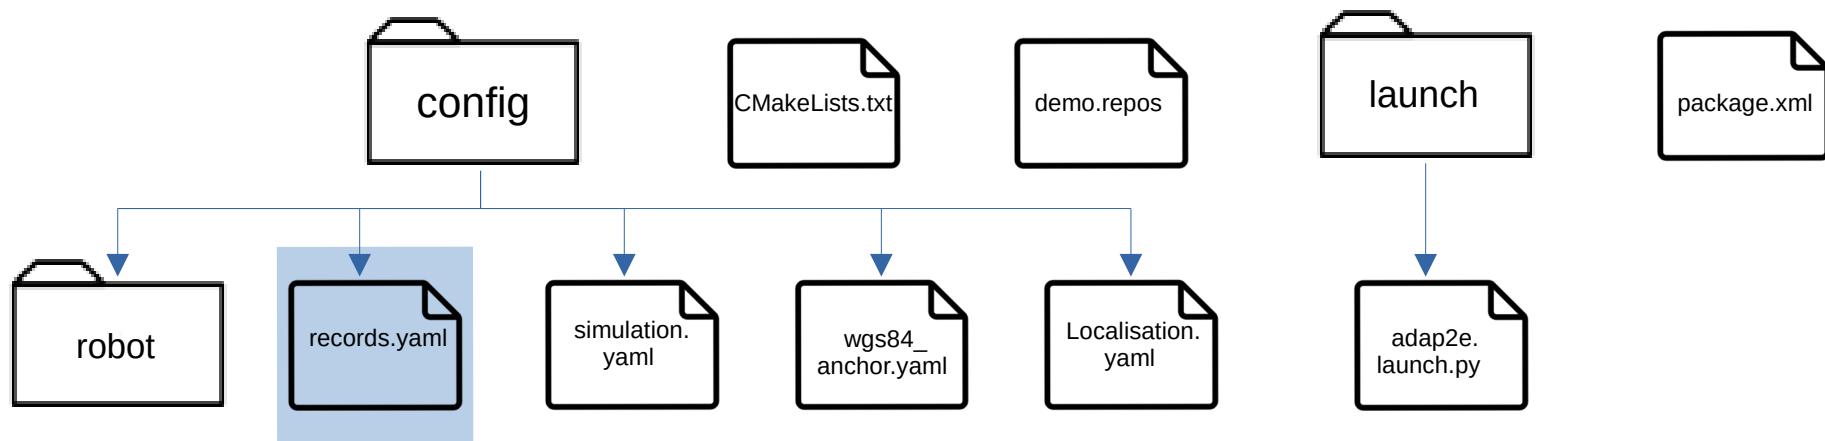 config
CMakeLists.txt
demo.repos
launch
package.xml
robot
records.yaml
simulation.
yaml
wgs84_
anchor.yaml
Localisation.
yaml
adap2e.
launch.py